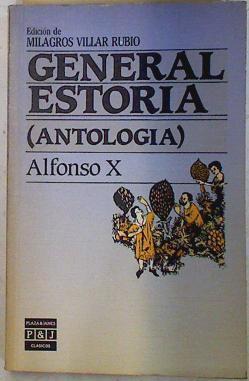 Edición de
MILAGROS VILLAR RUBIO
GENERAL
ESTORIA
(ANTOLOGIA)
Alfonso X
PLAZA & JANES
P & J
CLASICOS